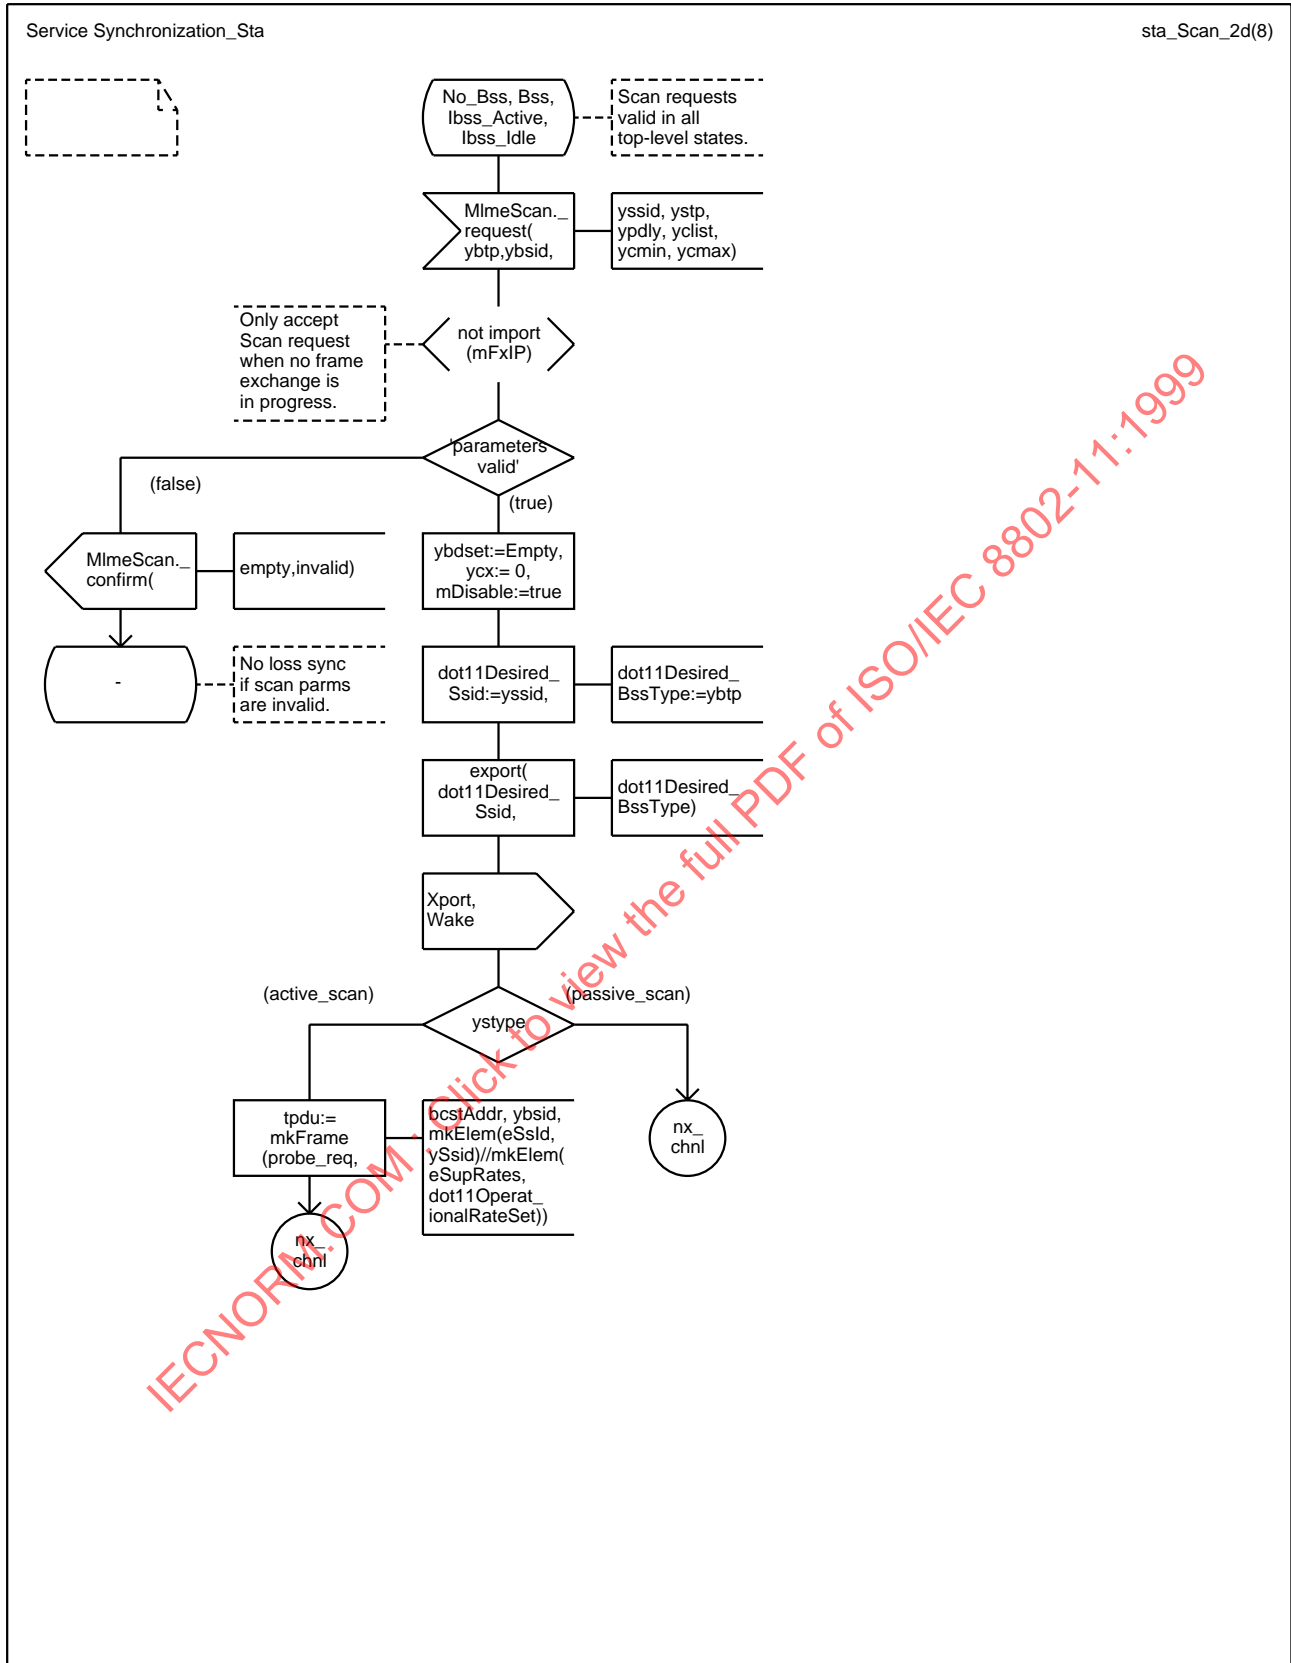 Service Synchronization_Sta
sta_Scan_2d(8)
No_Bss, Bss,
Ibss_Active,
Ibss_Idle
Scan requests
valid in all
top-level states.
MlmeScan._
request(
ybtp,ybsid,
yssid, ystp,
ypdly, yclist,
ycmin, ycmax)
Only accept
Scan request
when no frame
exchange is
in progress.
not import
(mFxIP)
'parameters
valid'
(false)
(true)
MlmeScan._
confirm(
empty,invalid)
ybdset:=Empty,
ycx:= 0,
mDisable:=true
-
No loss sync
if scan parms
are invalid.
dot11Desired_
Ssid:=yssid,
dot11Desired_
BssType:=ybtp
export(
dot11Desired_
Ssid,
dot11Desired_
BssType)
Xport,
Wake
(active_scan)
(passive_scan)
ystype
tpdu:=
mkFrame
(probe_req,
bcstAddr, ybsid,
mkElem(eSsId,
ySsid)//mkElem(
eSupRates,
dot11Operat_
ionalRateSet))
nx_
chnl
nx_
chnl
IECNORM.COM : Click to view the full PDF of ISO/IEC 8802-11:1999